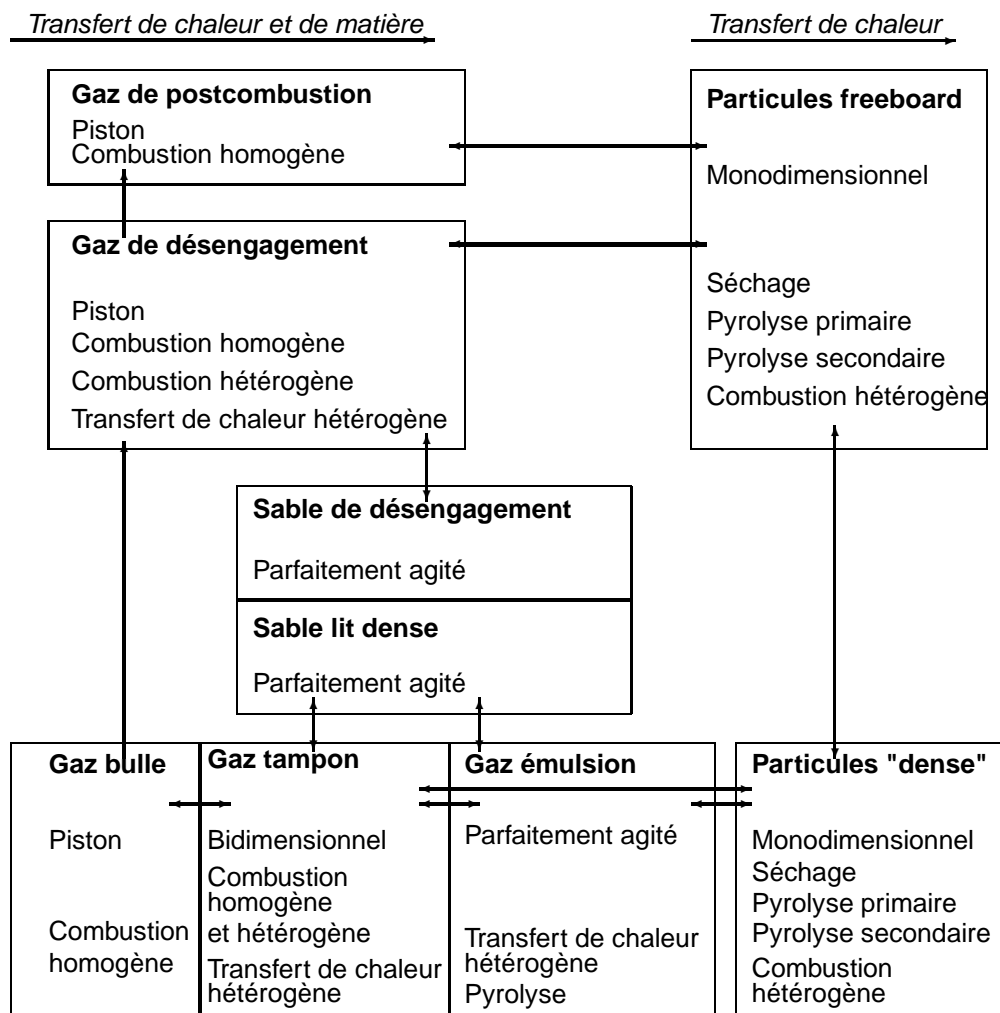 Transfert de chaleur et de matière
Transfert de chaleur
Gaz de postcombustion
Piston
Combustion homogène
Particules freeboard
Monodimensionnel
Séchage
Pyrolyse primaire
Pyrolyse secondaire
Combustion hétérogène
Gaz de désengagement
Piston
Combustion homogène
Combustion hétérogène
Transfert de chaleur hétérogène
Sable de désengagement
Parfaitement agité
Sable lit dense
Parfaitement agité
Gaz bulle
Piston
Combustion
homogène
Gaz tampon
Bidimensionnel
Combustion
homogène
et hétérogène
Transfert de chaleur
hétérogène
Gaz émulsion
Parfaitement agité
Transfert de chaleur
hétérogène
Pyrolyse
Particules "dense"
Monodimensionnel
Séchage
Pyrolyse primaire
Pyrolyse secondaire
Combustion
hétérogène